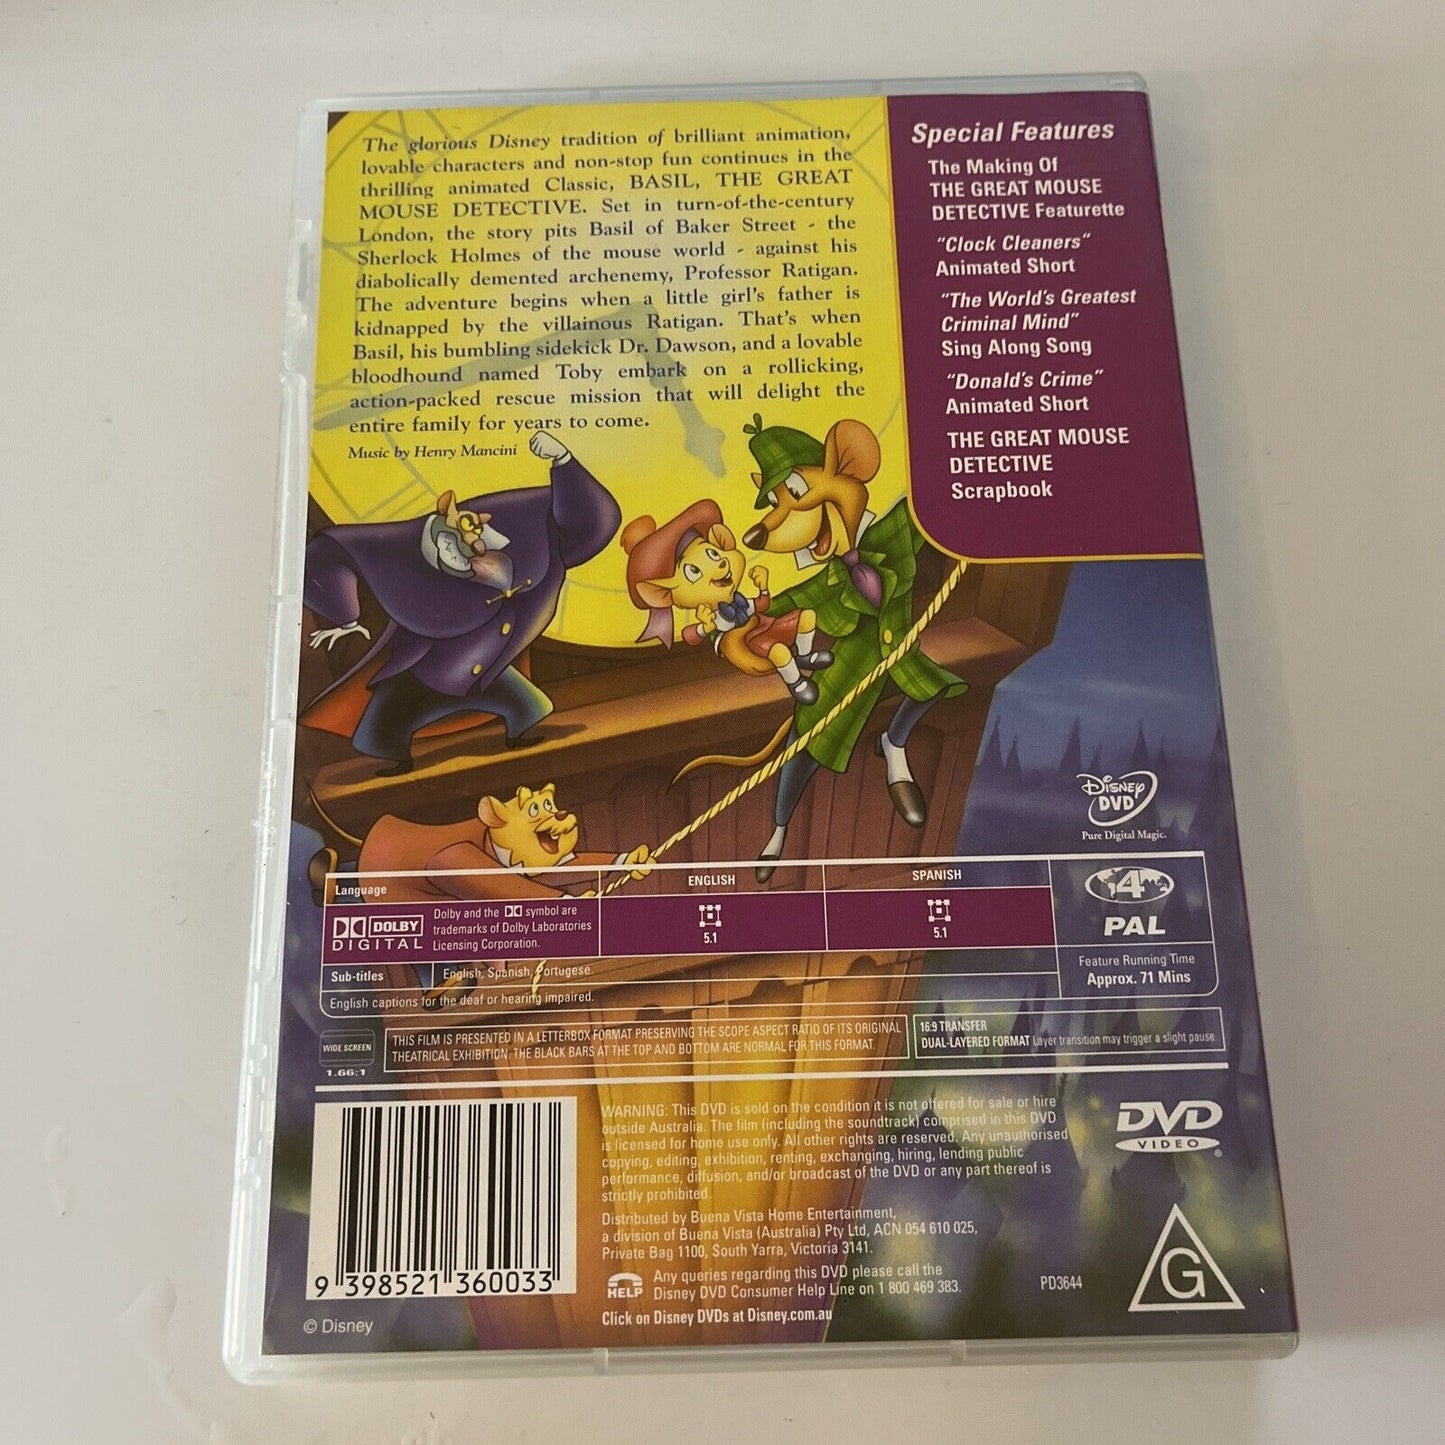 The glorious Disney tradition of brilliant animation,
lovable characters and non-stop fun continues in the
thrilling animated Classic, BASIL, THE GREAT
MOUSE DETECTIVE. Set in turn-of-the-century
London, the story pits Basil of Baker Street - the
Sherlock Holmes of the mouse world - against his
diabolically demented archenemy, Professor Ratigan.
The adventure begins when a little girl's father is
kidnapped by the villainous Ratigan. That's when
Basil, his bumbling sidekick Dr. Dawson, and a lovable
bloodhound named Toby embark on a rollicking,
action-packed rescue mission that will delight the
entire family for years to come.
Music by Henry Mancini
Special Features
The Making Of
THE GREAT MOUSE
DETECTIVE Featurette
"Clock Cleaners"
Animated Short
"The World's Greatest
Criminal Mind"
Sing Along Song
"Donald's Crime"
Animated Short
THE GREAT MOUSE
DETECTIVE
Scrapbook
Disney
DVD
Pure Digital Magic.
Language
ENGLISH
SPANISH
DOLBY
DIGITAL
Dolby and the DD symbol are
trademarks of Dolby Laboratories
Licensing Corporation.
5.1
5.1
4
PAL
Sub-titles
English, Spanish, Portugese.
English captions for the deaf or hearing impaired.
Feature Running Time
Approx. 71 Mins
WIDE SCREEN
1.66:1
THIS FILM IS PRESENTED IN A LETTERBOX FORMAT PRESERVING THE SCOPE ASPECT RATIO OF ITS ORIGINAL
THEATRICAL EXHIBITION. THE BLACK BARS AT THE TOP AND BOTTOM ARE NORMAL FOR THIS FORMAT.
16:9 TRANSFER
DUAL-LAYERED FORMAT Layer transition may trigger a slight pause.
WARNING: This DVD is sold on the condition it is not offered for sale or hire
outside Australia. The film (including the soundtrack) comprised in this DVD
is licensed for home use only. All other rights are reserved. Any unauthorised
copying, editing, exhibition, renting, exchanging, hiring, lending public
performance, diffusion, and/or broadcast of the DVD or any part thereof is
strictly prohibited.
Distributed by Buena Vista Home Entertainment,
a division of Buena Vista (Australia) Pty Ltd, ACN 054 610 025,
Private Bag 1100, South Yarra, Victoria 3141.
HELP
Any queries regarding this DVD please call the
Disney DVD Consumer Help Line on 1 800 469 383.
Click on Disney DVDs at Disney.com.au
DVD
VIDEO
PD3644
G
9 398521 360033
© Disney